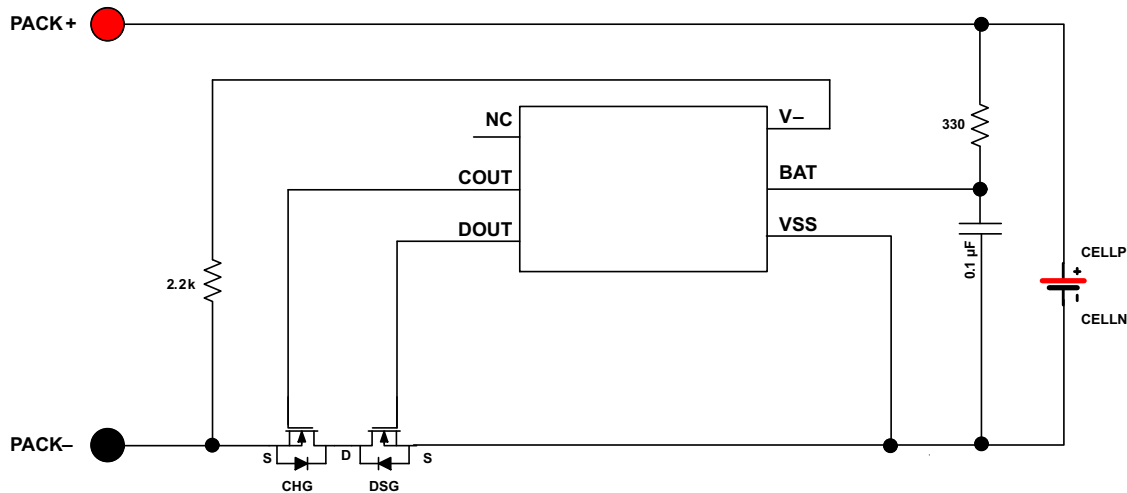 PACK+
NC
V–
330
COUT
BAT
DOUT
VSS
0.1 µF
CELLP
+
2.2k
-
CELLN
PACK–
S
D
S
CHG
DSG